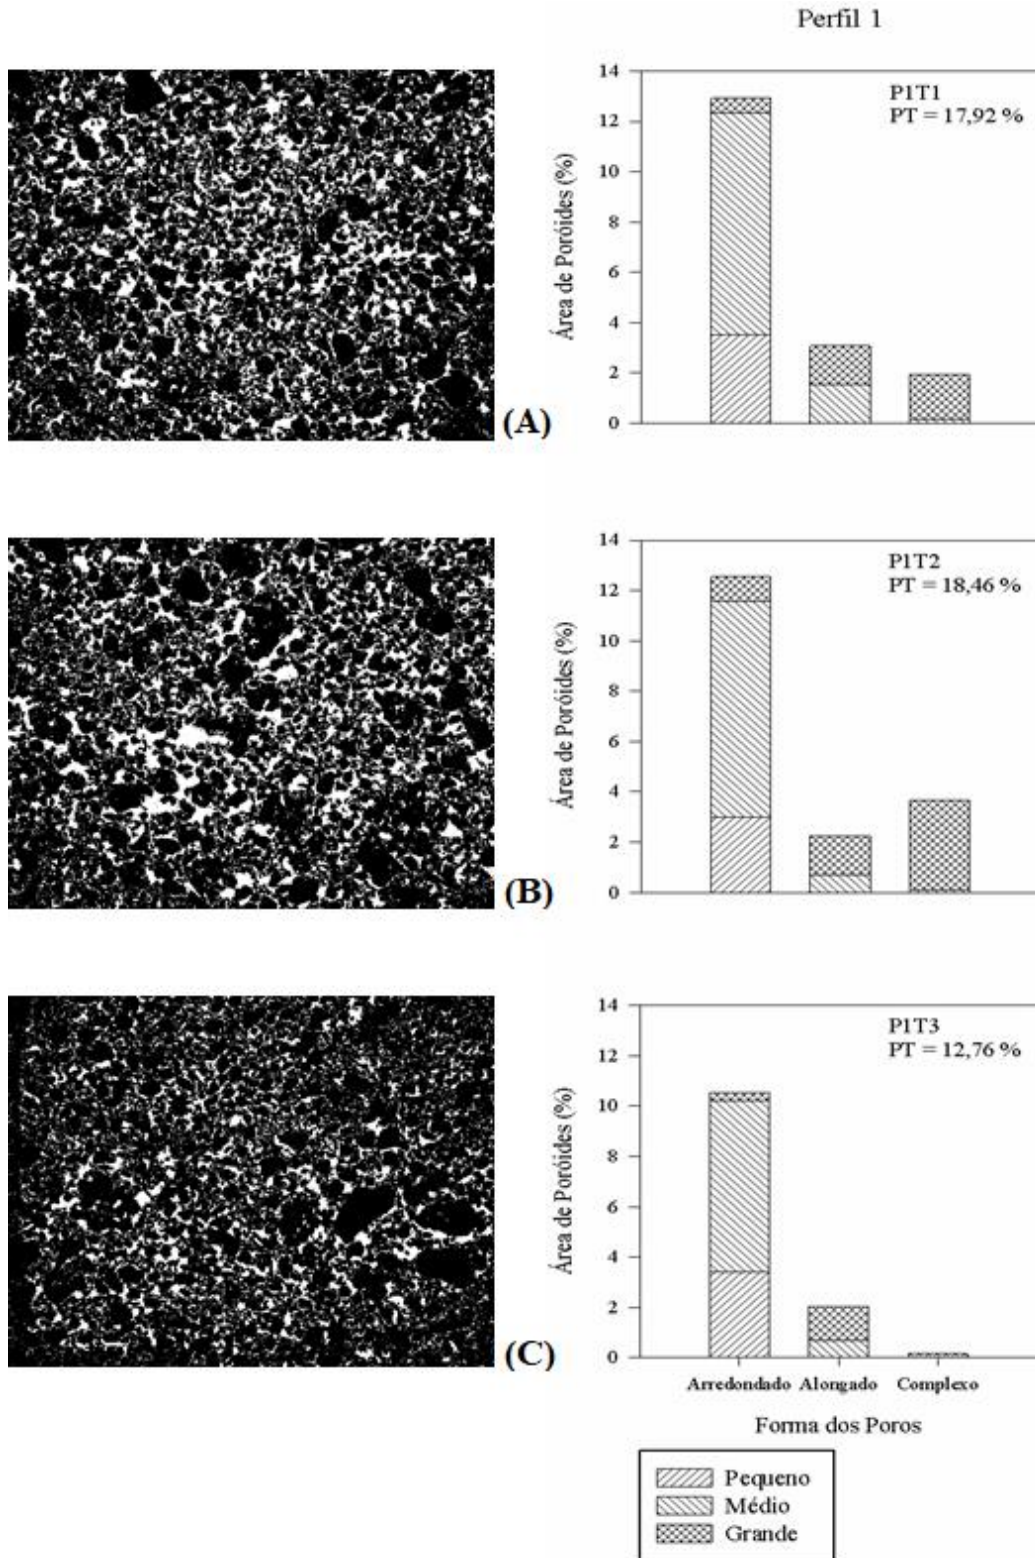 Perfil 1
14
12
10
8
6
4
2
0
Área de Poróides (%)
P1T1
PT = 17,92 %
(A)
14
12
10
8
6
4
2
0
Área de Poróides (%)
P1T2
PT = 18,46 %
(B)
14
12
10
8
6
4
2
0
Área de Poróides (%)
P1T3
PT = 12,76 %
(C)
Arredondado Alongado Complexo
Forma dos Poros
Pequeno
Médio
Grande